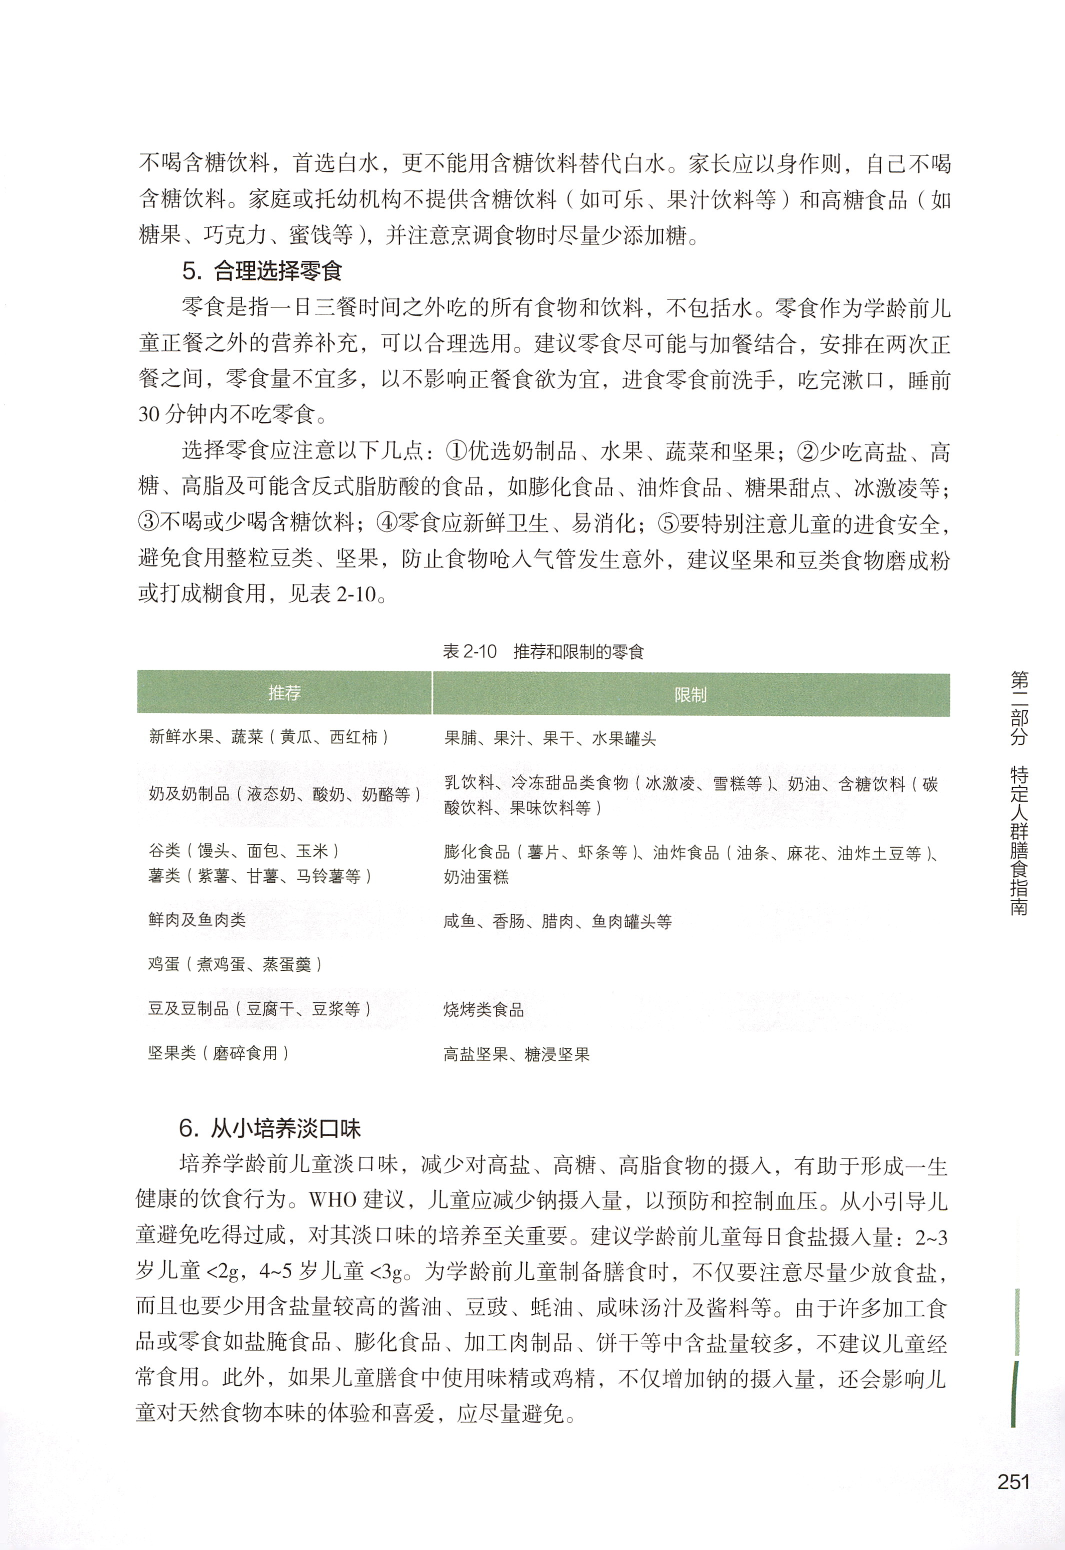 不喝含糖饮料，首选白水，更不能用含糖饮料替代白水。家长应以身作则，自己不喝
含糖饮料。家庭或托幼机构不提供含糖饮料（如可乐、果汁饮料等）和高糖食品（如
糖果、巧克力、蜜饯等），并注意烹调食物时尽量少添加糖。
5. 合理选择零食
零食是指一日三餐时间之外吃的所有食物和饮料，不包括水。零食作为学龄前儿
童正餐之外的营养补充，可以合理选用。建议零食尽可能与加餐结合，安排在两次正
餐之间，零食量不宜多，以不影响正餐食欲为宜，进食零食前洗手，吃完漱口，睡前
30 分钟内不吃零食。
选择零食应注意以下几点：①优选奶制品、水果、蔬菜和坚果；②少吃高盐、高
糖、高脂及可能含反式脂肪酸的食品，如膨化食品、油炸食品、糖果甜点、冰激凌等；
③不喝或少喝含糖饮料；④零食应新鲜卫生、易消化；⑤要特别注意儿童的进食安全，
避免食用整粒豆类、坚果，防止食物呛入气管发生意外，建议坚果和豆类食物磨成粉
或打成糊食用，见表 2-10。
表 2-10　推荐和限制的零食
推荐　限制
新鲜水果、蔬菜（黄瓜、西红柿）　果脯、果汁、果干、水果罐头
奶及奶制品（液态奶、酸奶、奶酪等）　乳饮料、冷冻甜品类食物（冰激凌、雪糕等）、奶油、含糖饮料（碳
酸饮料、果味饮料等）
谷类（馒头、面包、玉米）　膨化食品（薯片、虾条等）、油炸食品（油条、麻花、油炸土豆等）、
薯类（紫薯、甘薯、马铃薯等）　奶油蛋糕
鲜肉及鱼肉类　咸鱼、香肠、腊肉、鱼肉罐头等
鸡蛋（煮鸡蛋、蒸蛋羹）
豆及豆制品（豆腐干、豆浆等）　烧烤类食品
坚果类（磨碎食用）　高盐坚果、糖浸坚果
6. 从小培养淡口味
培养学龄前儿童淡口味，减少对高盐、高糖、高脂食物的摄入，有助于形成一生
健康的饮食行为。WHO 建议，儿童应减少钠摄入量，以预防和控制血压。从小引导儿
童避免吃得过咸，对其淡口味的培养至关重要。建议学龄前儿童每日食盐摄入量：2~3
岁儿童 <2g，4~5 岁儿童 <3g。为学龄前儿童制备膳食时，不仅要注意尽量少放食盐，
而且也要少用含盐量较高的酱油、豆豉、蚝油、咸味汤汁及酱料等。由于许多加工食
品或零食如盐腌食品、膨化食品、加工肉制品、饼干等中含盐量较多，不建议儿童经
常食用。此外，如果儿童膳食中使用味精或鸡精，不仅增加钠的摄入量，还会影响儿
童对天然食物本味的体验和喜爱，应尽量避免。
第二部分　特定人群膳食指南
251